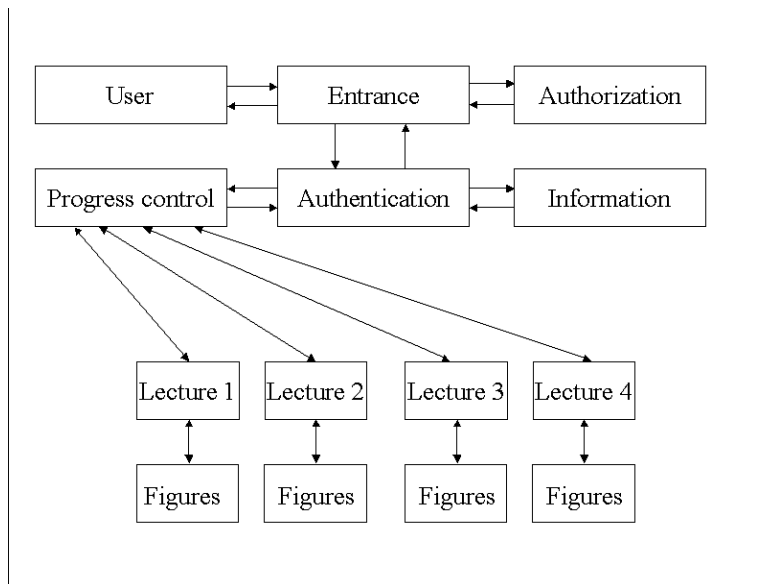 User
Entrance
Authorization
Progress control
Authentication
Information
Lecture 1
Lecture 2
Lecture 3
Lecture 4
Figures
Figures
Figures
Figures